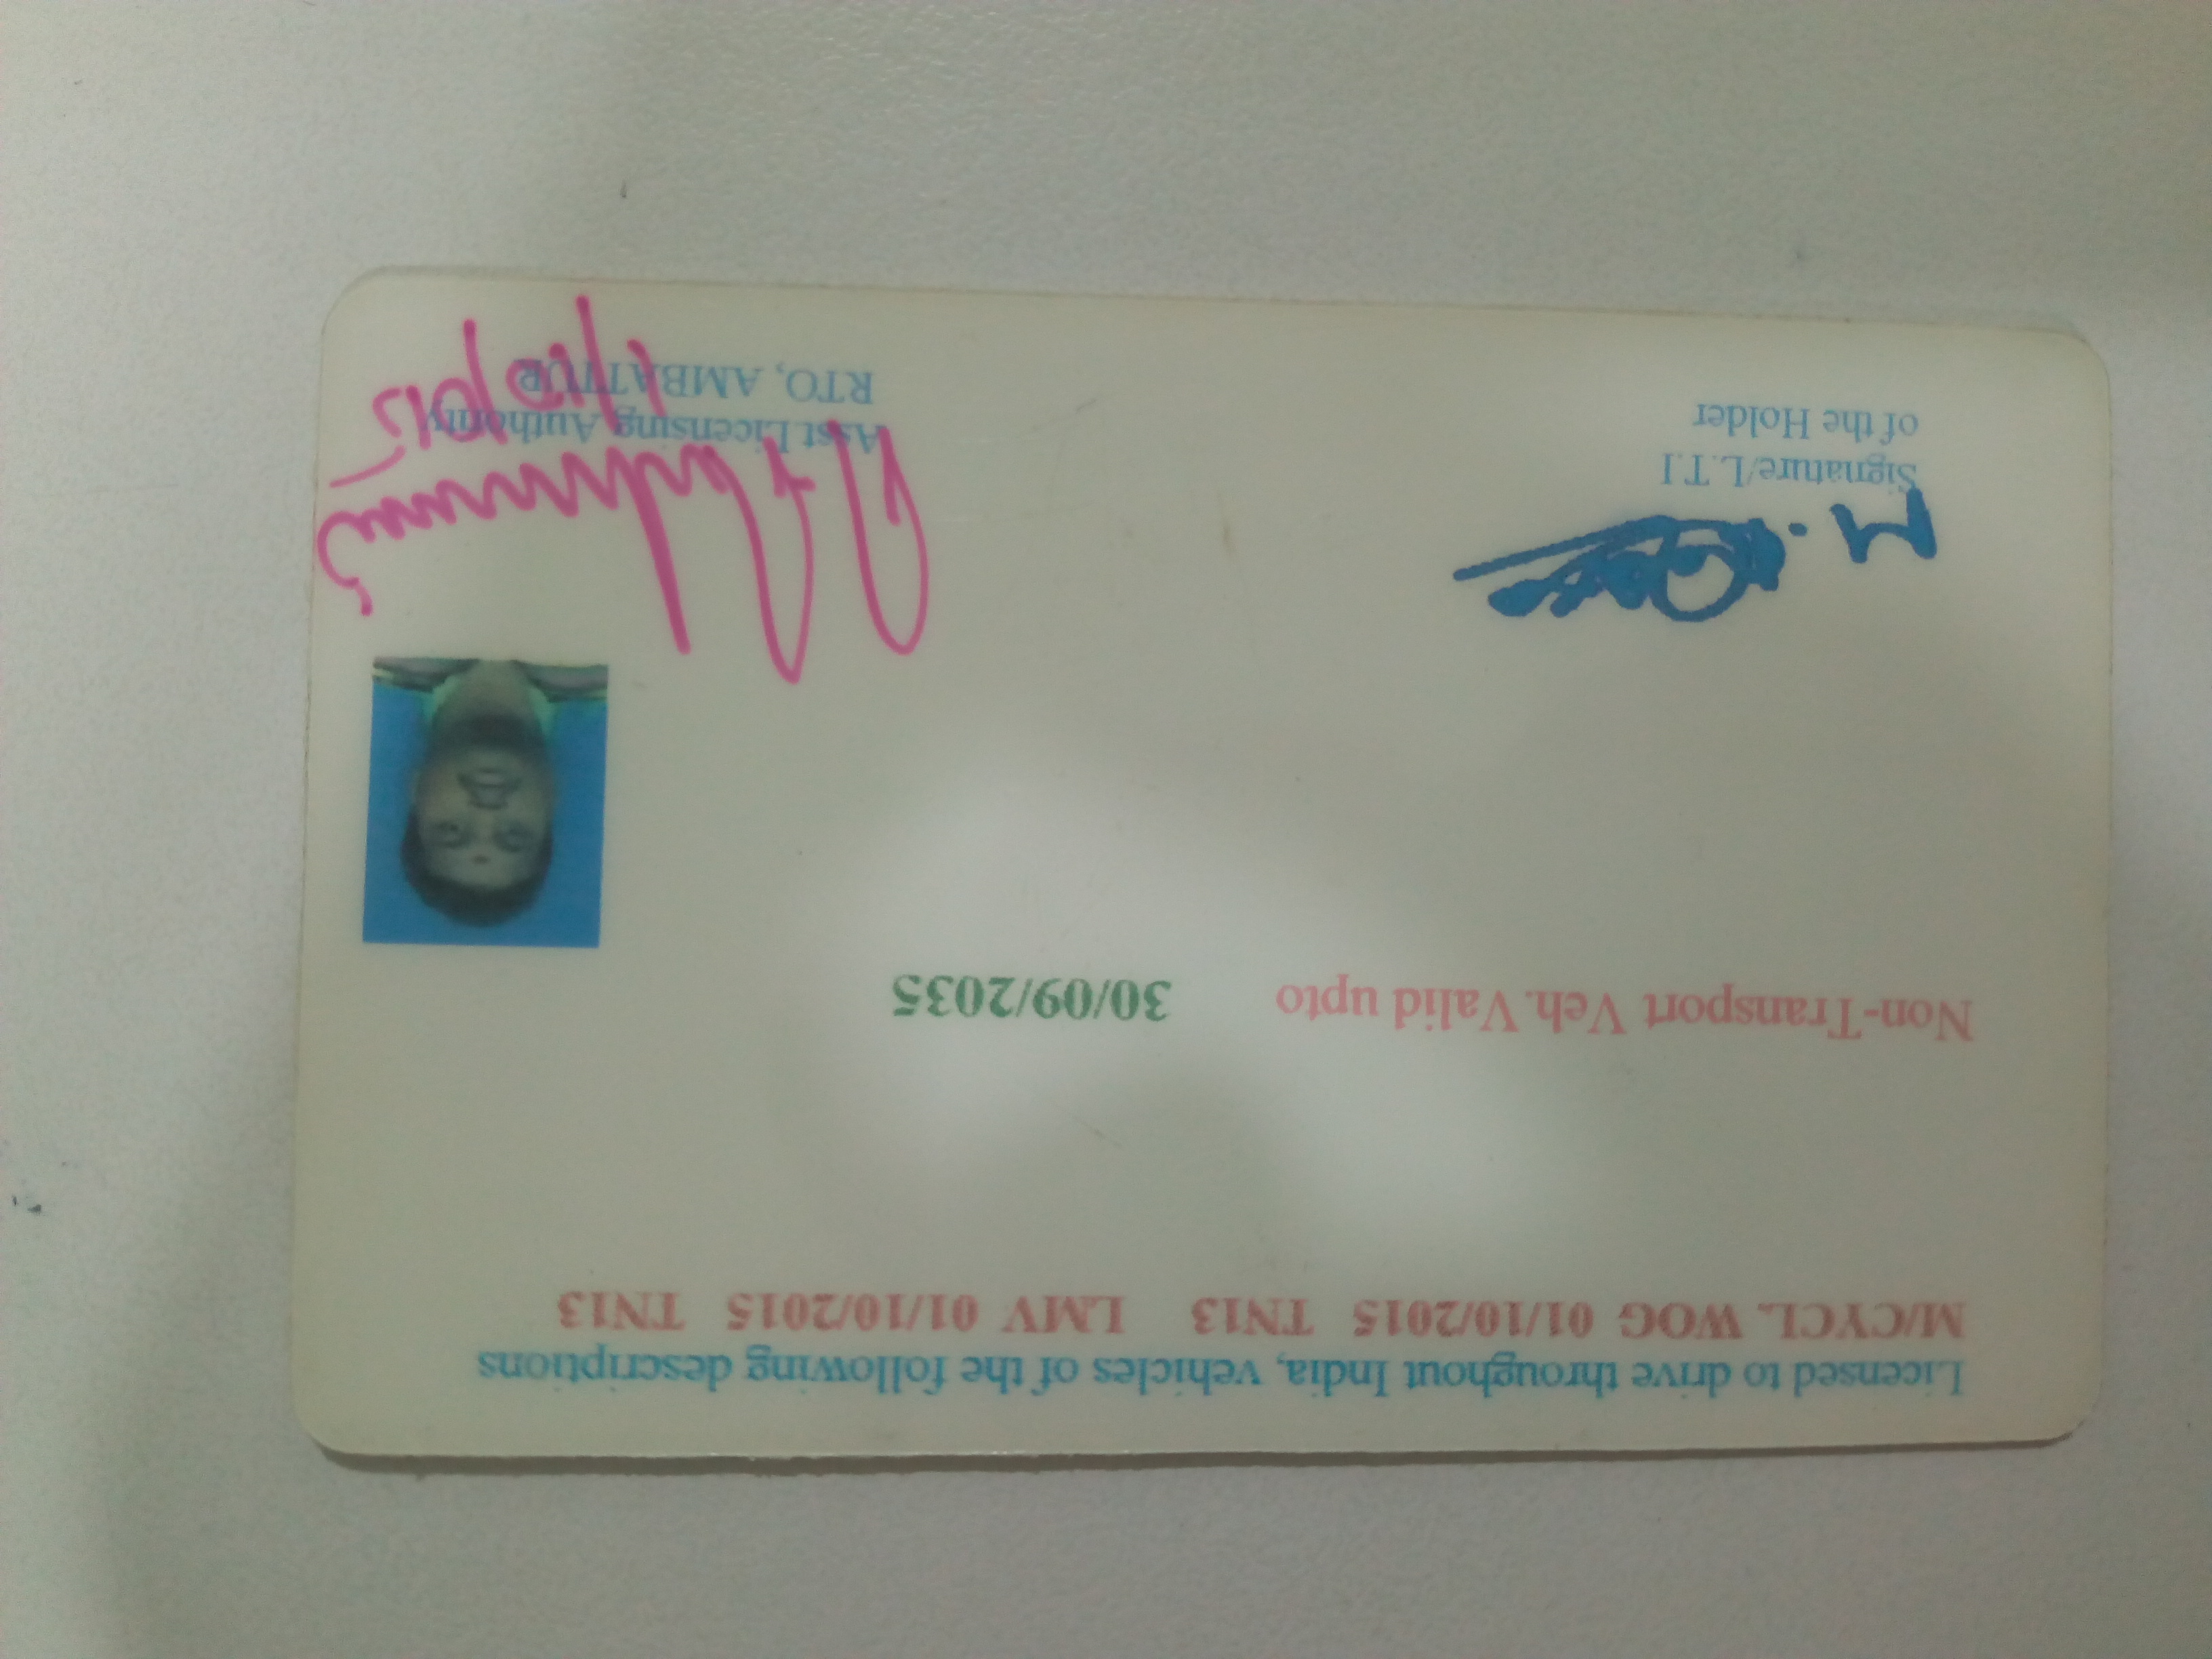 Licensed to drive throughout India, vehicles of the following descriptions
M/CYCL. WOG 01/10/2015 TN13 LMV 01/10/2015 TN13
Non-Transport Veh. Valid upto 30/09/2035
M.
Signature/L.T.I
of the Holder
Asst.Licensing Authority
RTO, AMBATTUR